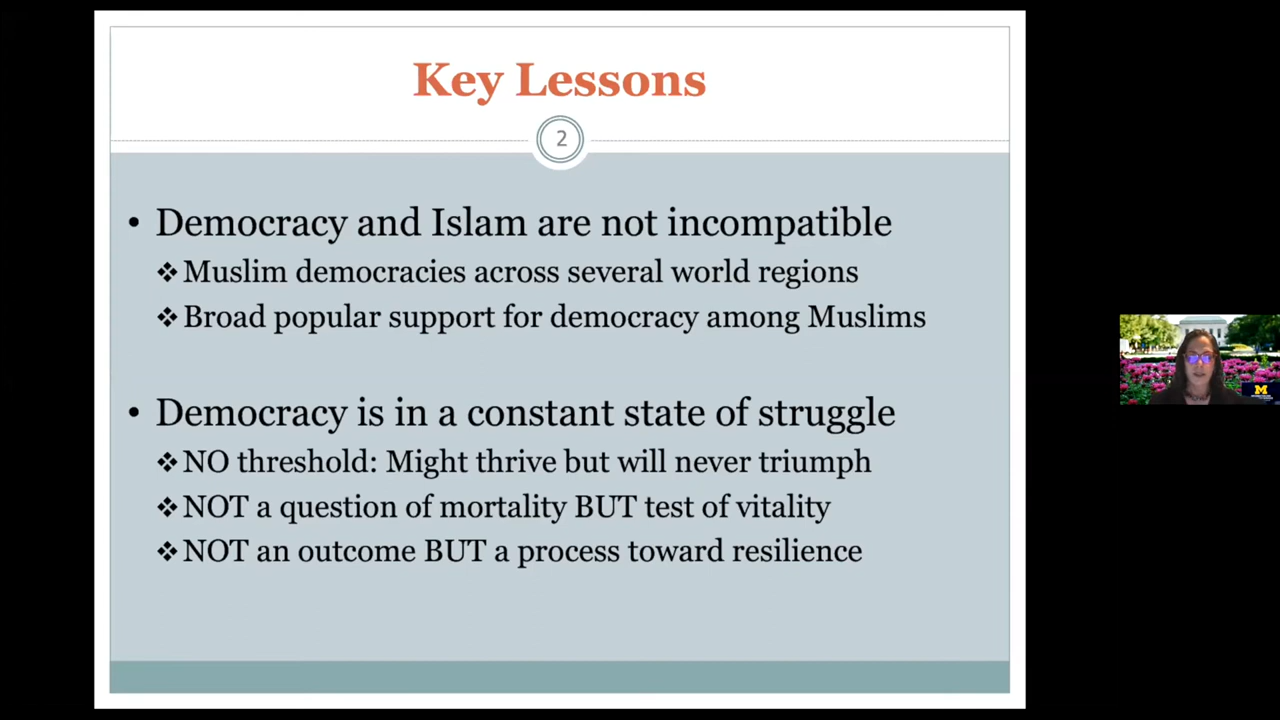 Key Lessons
2
• Democracy and Islam are not incompatible
❖ Muslim democracies across several world regions
❖ Broad popular support for democracy among Muslims
• Democracy is in a constant state of struggle
❖ NO threshold: Might thrive but will never triumph
❖ NOT a question of mortality BUT test of vitality
❖ NOT an outcome BUT a process toward resilience
M